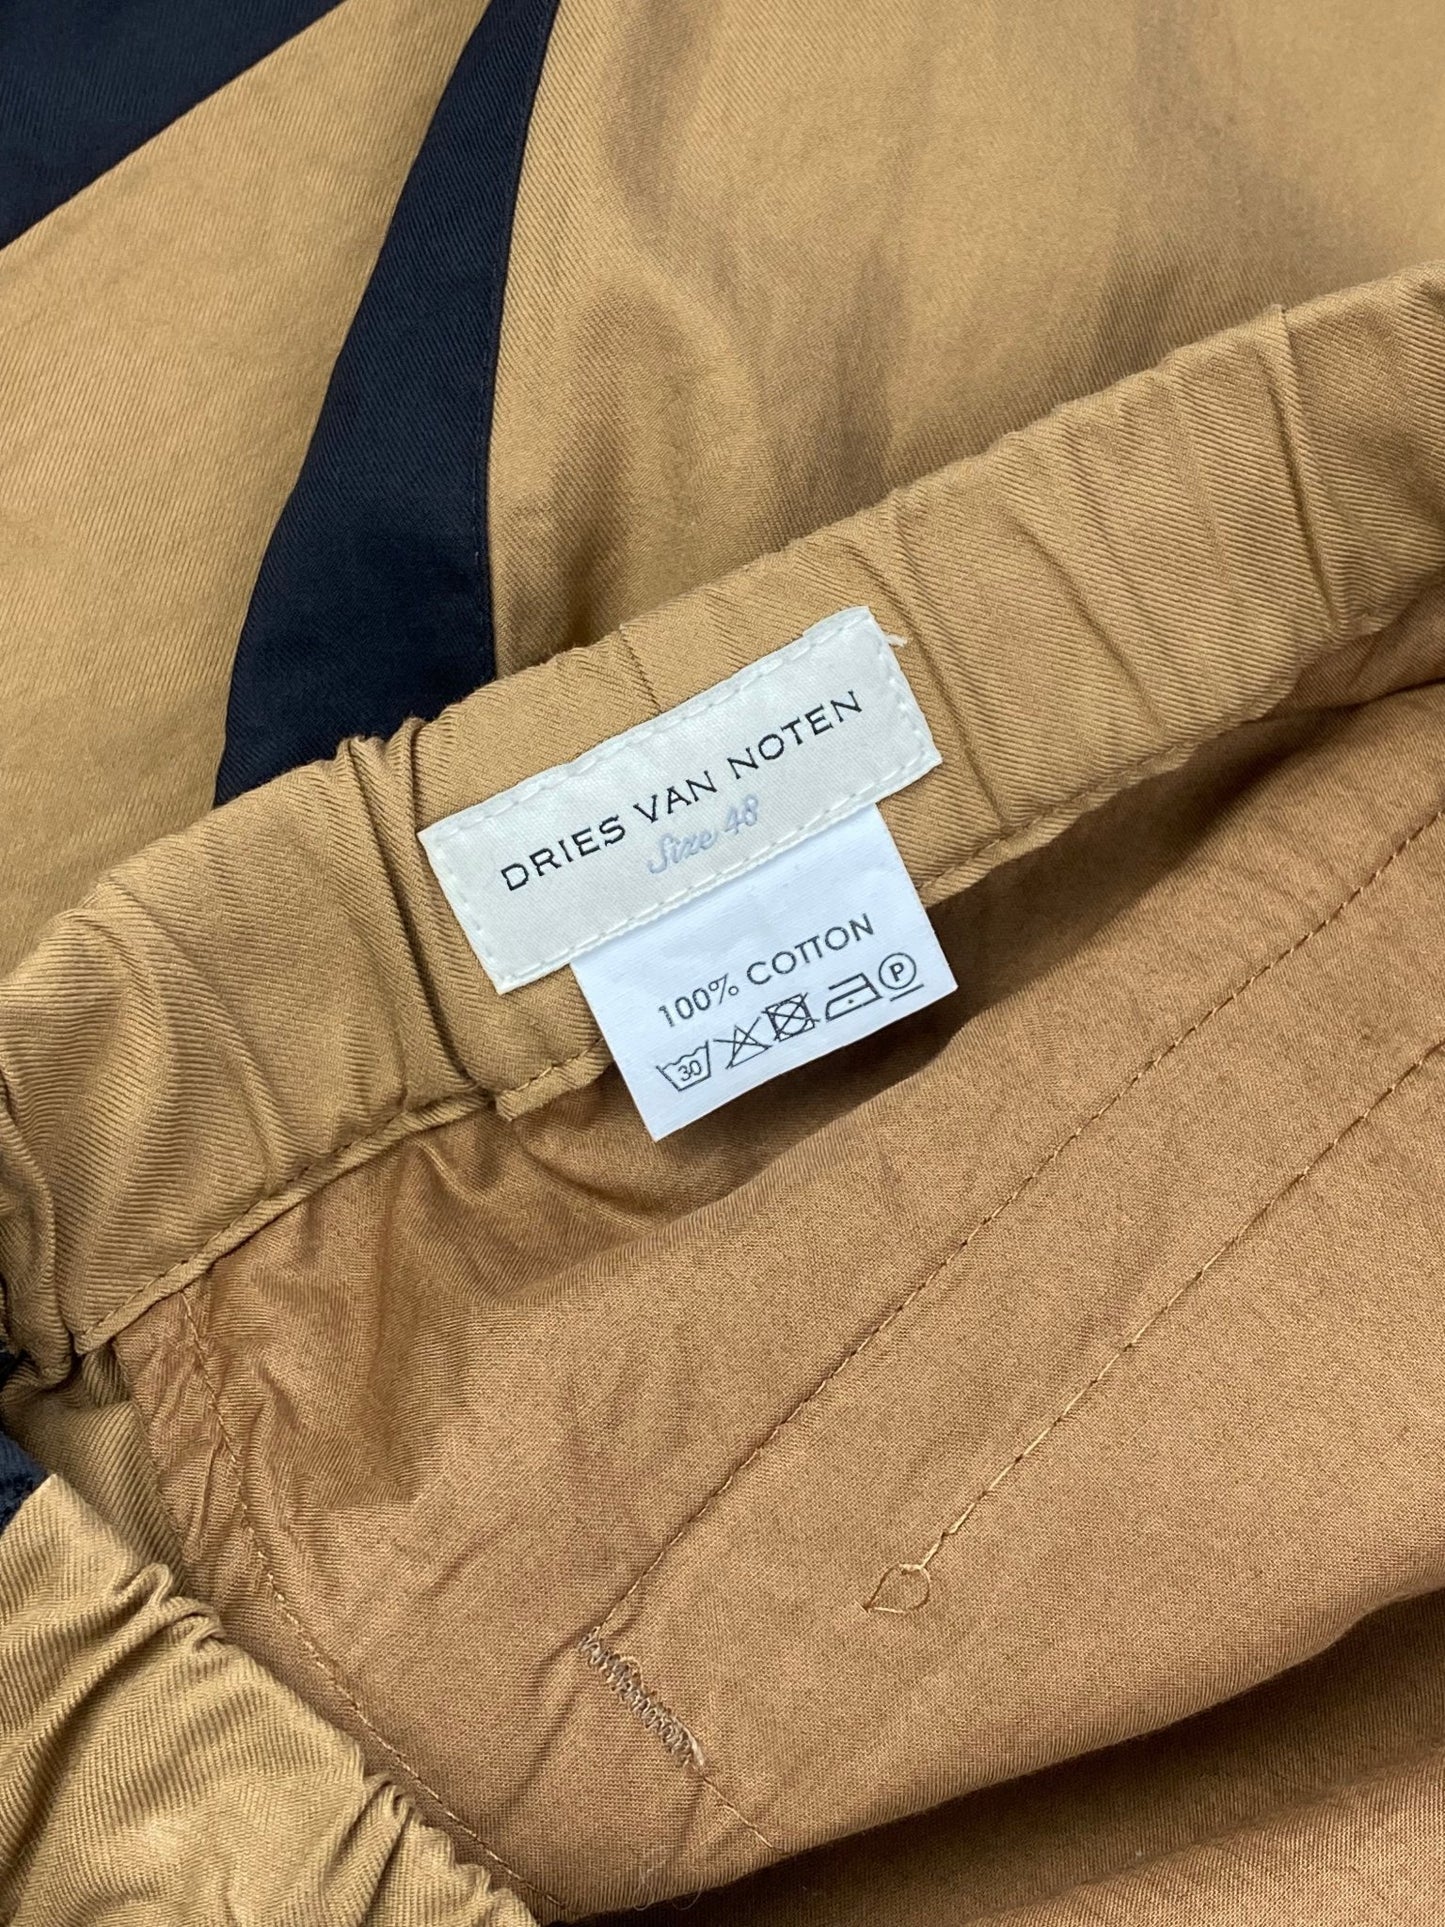 DRIES VAN NOTEN
Size 48
100% COTTON
30 P